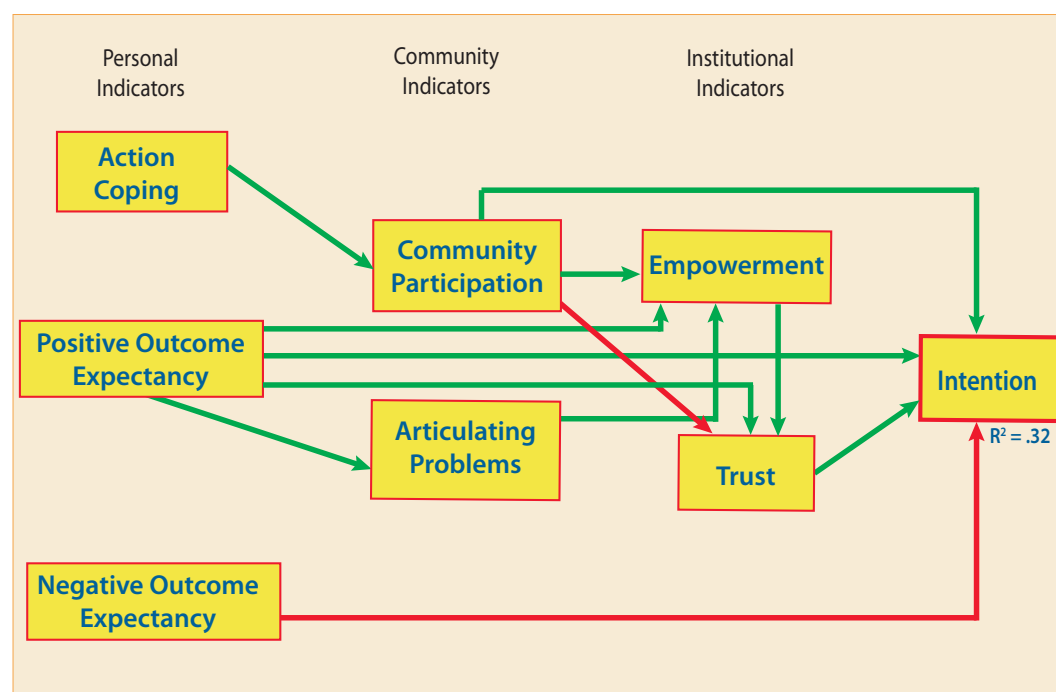 Personal
Indicators
Community
Indicators
Institutional
Indicators
Action
Coping
Community
Participation
Empowerment
Positive Outcome
Expectancy
Intention
R² = .32
Articulating
Problems
Trust
Negative Outcome
Expectancy